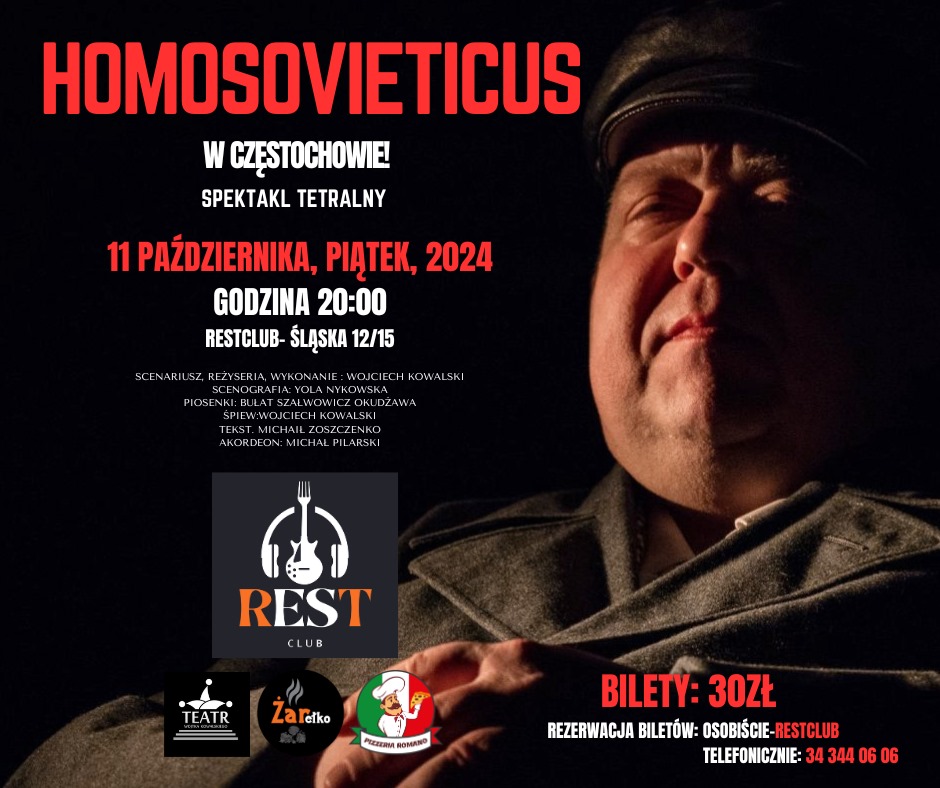 HOMOSOVIETICUS
W CZĘSTOCHOWIE!
SPEKTAKL TETRALNY
11 PAŹDZIERNIKA, PIĄTEK, 2024
GODZINA 20:00
RESTCLUB- ŚLĄSKA 12/15
SCENARIUSZ, REŻYSERIA, WYKONANIE : WOJCIECH KOWALSKI
SCENOGRAFIA: YOLA NYKOWSKA
PIOSENKI: BUŁAT SZAŁWOWICZ OKUDŻAWA
ŚPIEW:WOJCIECH KOWALSKI
TEKST. MICHAIŁ ZOSZCZENKO
AKORDEON: MICHAŁ PILARSKI
REST
CLUB
TEATR
WOJTKA KOWALSKIEGO
Żarełko
PIZZERIA ROMANO
BILETY: 30ZŁ
REZERWACJA BILETÓW: OSOBIŚCIE-RESTCLUB
TELEFONICZNIE: 34 344 06 06